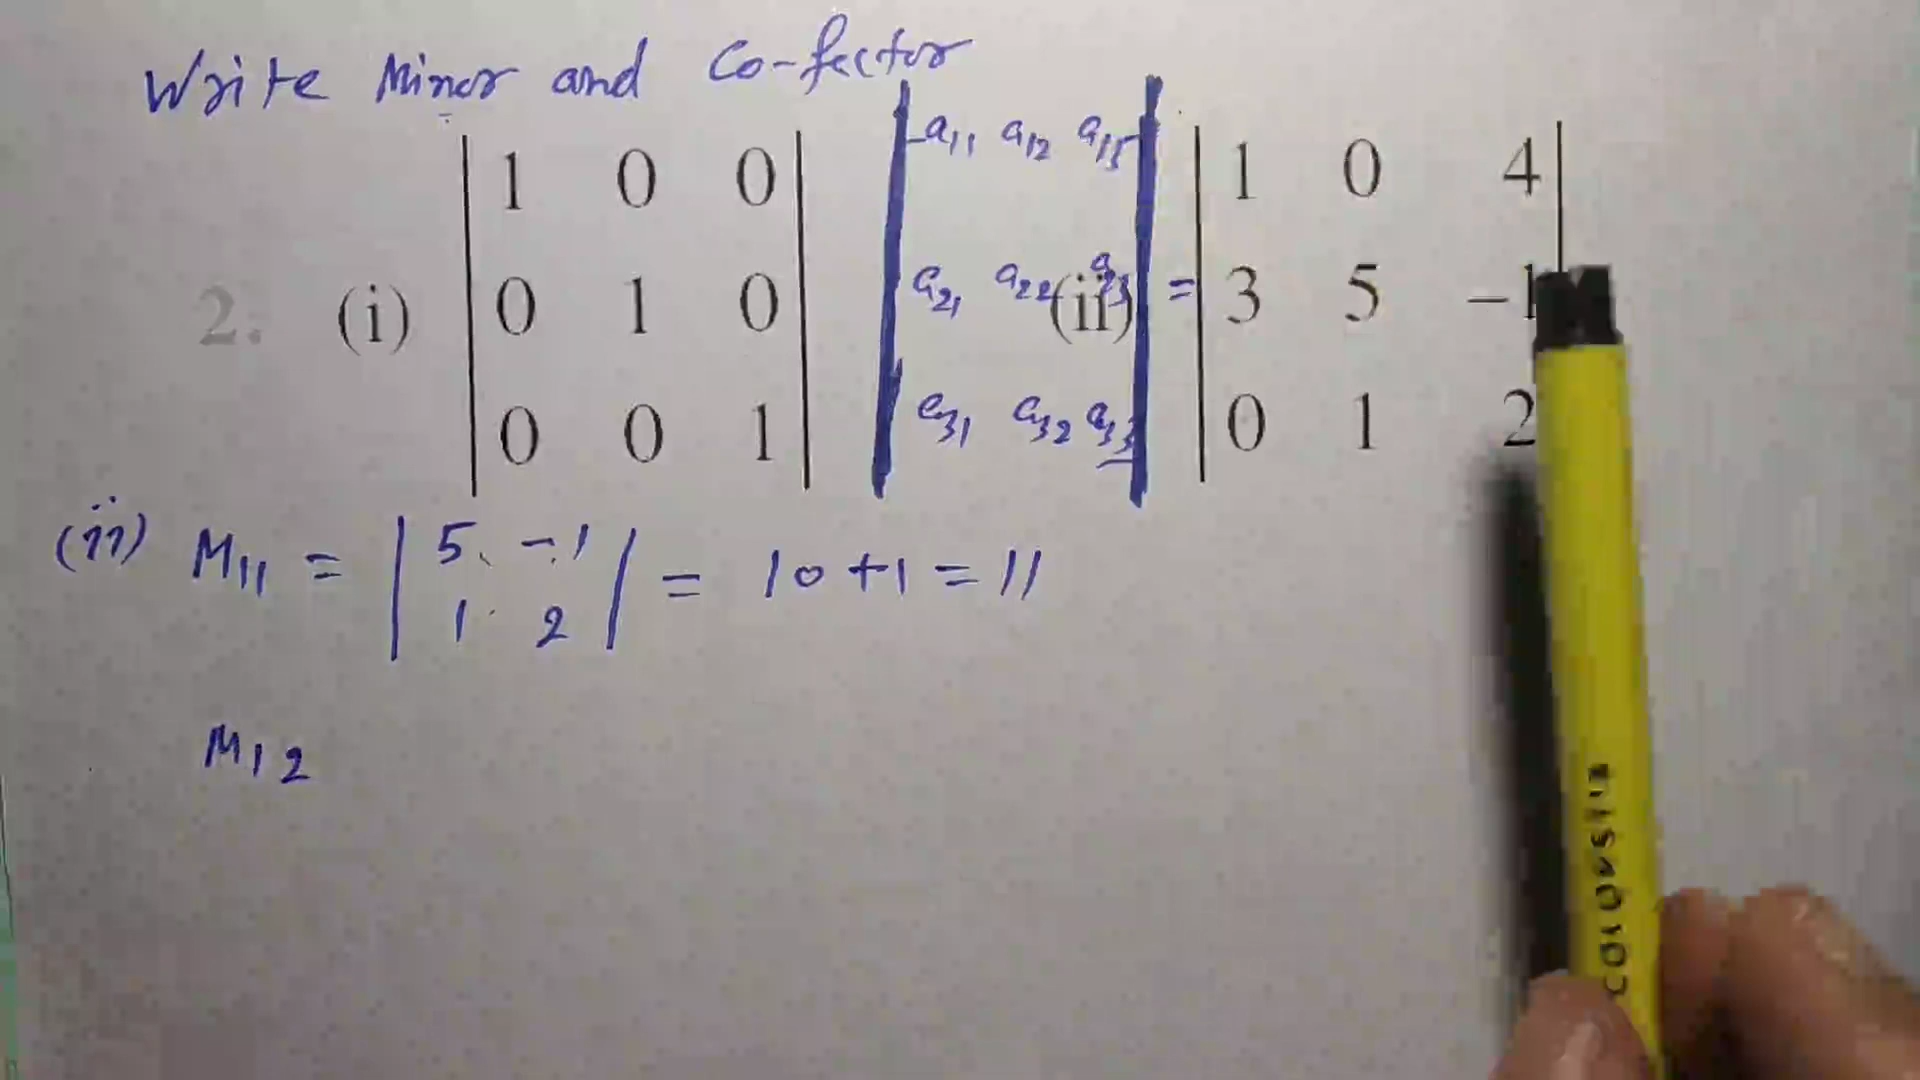 Write Minor and Co-factor
2. (i) | 1 0 0 | | a11 a12 a13 | | 1 0 4 |
| 0 1 0 | | a21 a22 a23 | (ii) = | 3 5 –1 |
| 0 0 1 | | a31 a32 a33 | | 0 1 2 |
(ii) M11 = | 5 -1 | = 10 + 1 = 11
| 1 2 |
M12